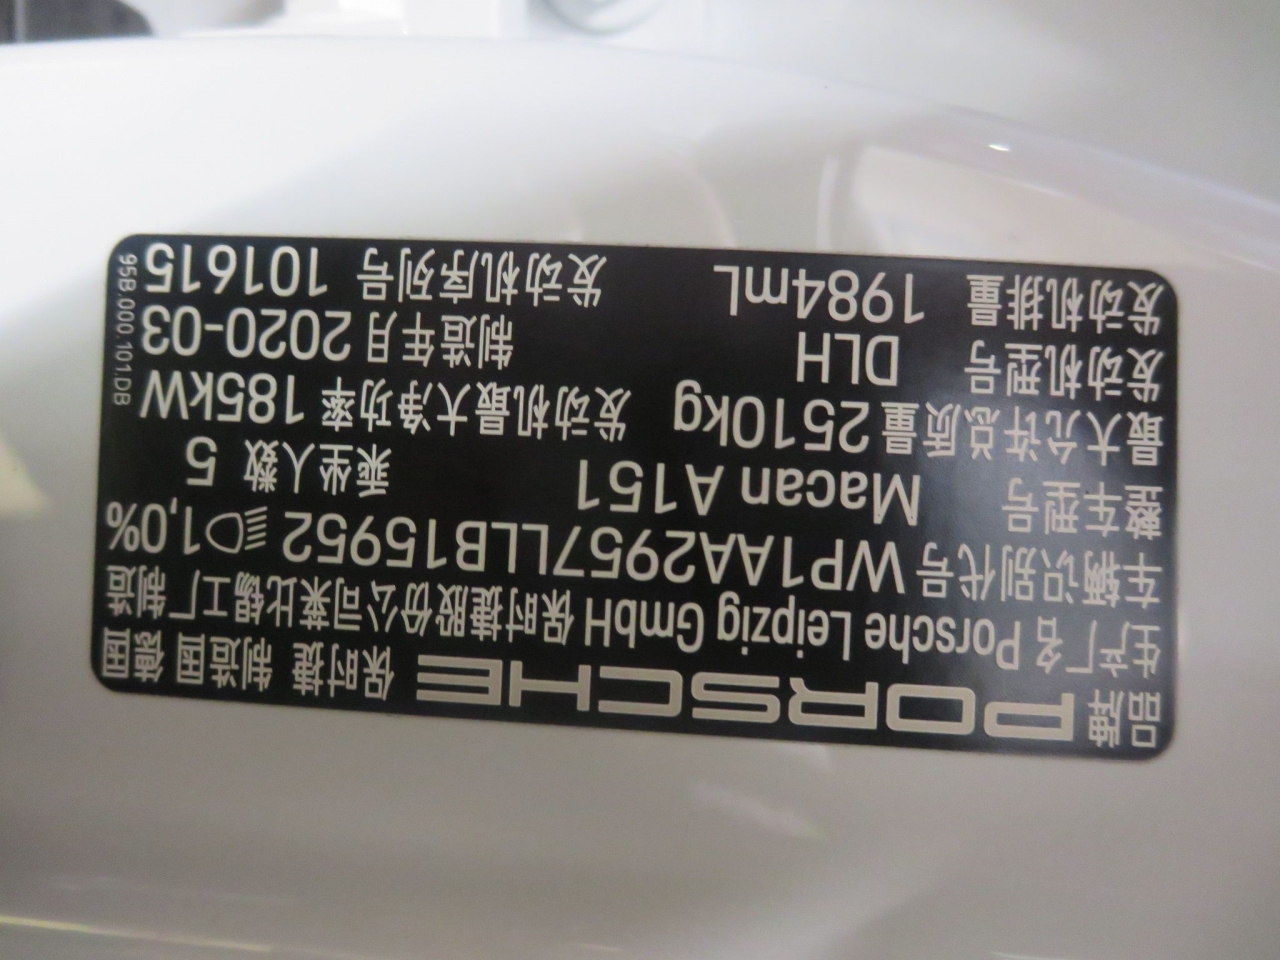 品牌 PORSCHE 保时捷 制造国 德国
生产厂名 Porsche Leipzig GmbH 保时捷股份公司莱比锡工厂制造
车辆识别代号 WP1AA2957LLB15952 1,0%
整车型号 Macan A151 乘坐人数 5
最大允许总质量 2510kg 发动机最大净功率 185kW
发动机型号 DLH 制造年月 2020-03
发动机排量 1984mL 发动机序列号 101615
95B.000.101.DB